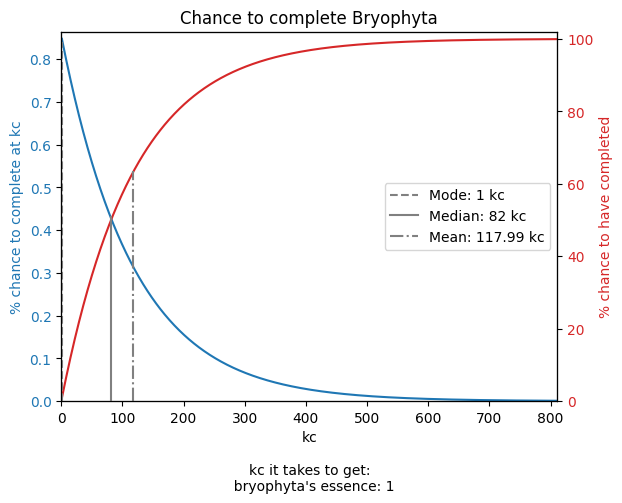 Chance to complete Bryophyta
% chance to complete at kc
0.8
0.7
0.6
0.5
0.4
0.3
0.2
0.1
0.0
100
80
60
40
20
0
% chance to have completed
Mode: 1 kc
Median: 82 kc
Mean: 117.99 kc
0 100 200 300 400 500 600 700 800
kc
kc it takes to get:
bryophyta's essence: 1